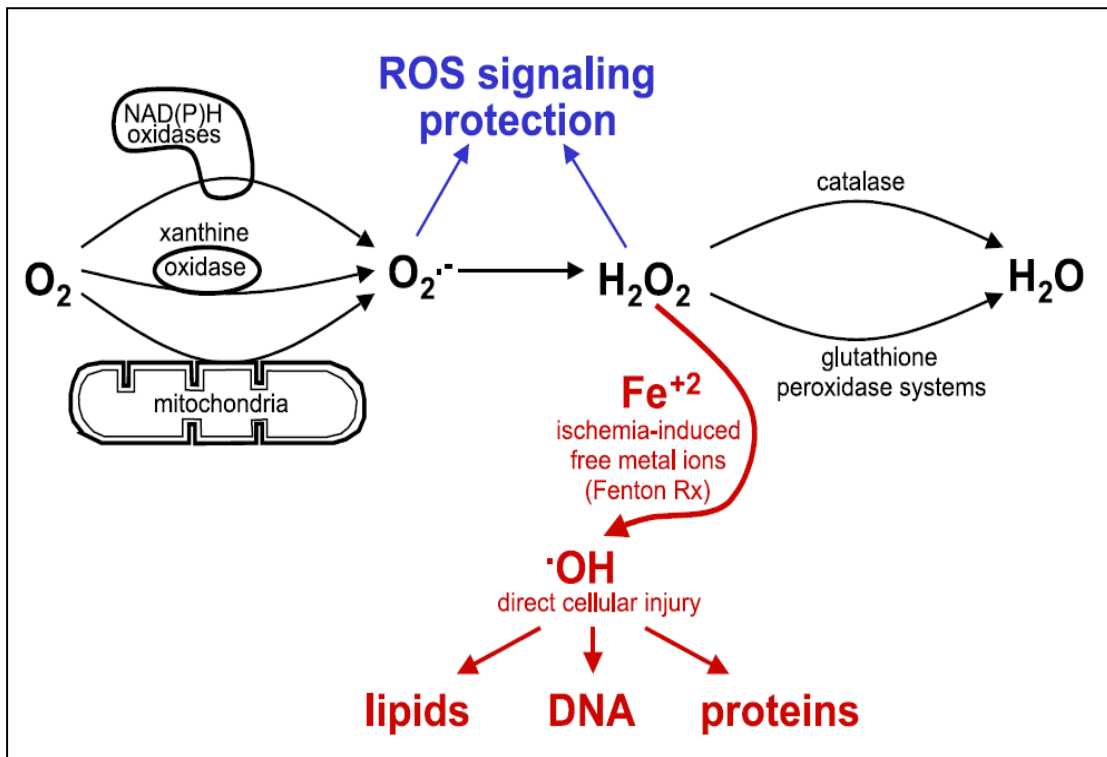 ROS signaling
protection
NAD(P)H
oxidases
xanthine
oxidase
mitochondria
O₂
O₂·-
H₂O₂
catalase
glutathione
peroxidase systems
H₂O
Fe⁺²
ischemia-induced
free metal ions
(Fenton Rx)
·OH
direct cellular injury
lipids DNA proteins